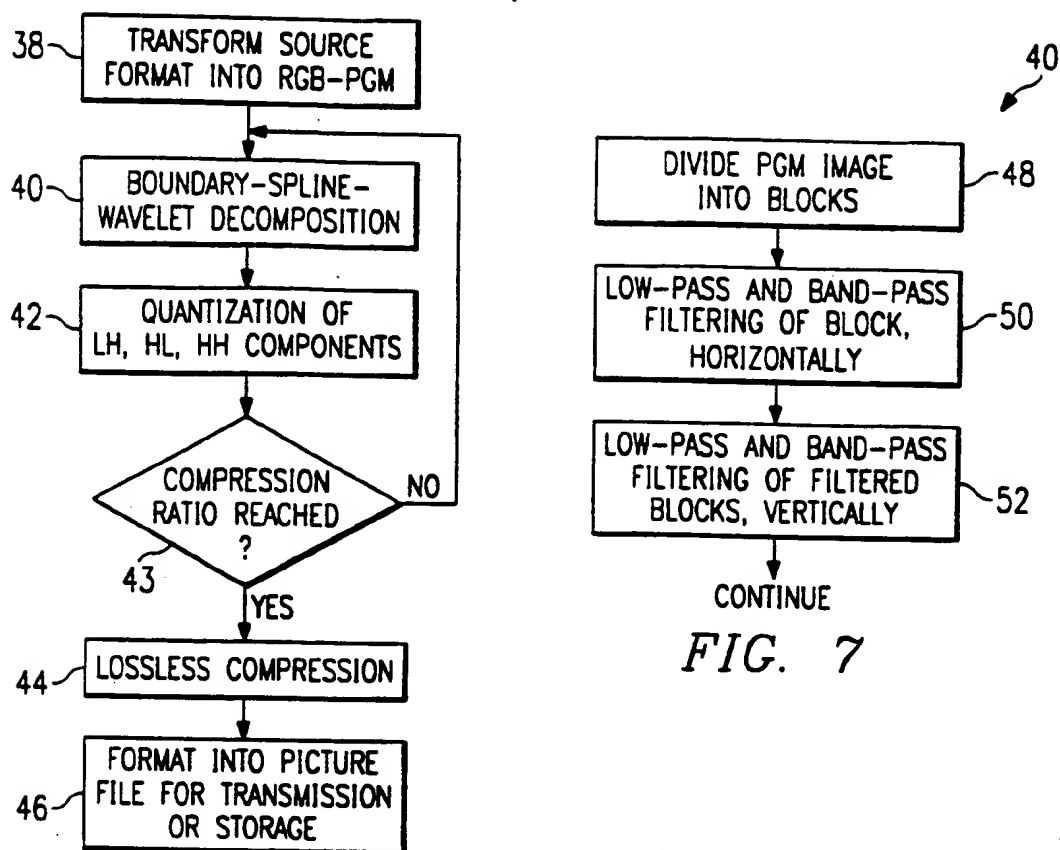 38
TRANSFORM SOURCE
FORMAT INTO RGB-PGM
40
BOUNDARY-SPLINE-
WAVELET DECOMPOSITION
42
QUANTIZATION OF
LH, HL, HH COMPONENTS
COMPRESSION
RATIO REACHED
?
NO
43
YES
44
LOSSLESS COMPRESSION
46
FORMAT INTO PICTURE
FILE FOR TRANSMISSION
OR STORAGE
40
DIVIDE PGM IMAGE
INTO BLOCKS
48
LOW-PASS AND BAND-PASS
FILTERING OF BLOCK,
HORIZONTALLY
50
LOW-PASS AND BAND-PASS
FILTERING OF FILTERED
BLOCKS, VERTICALLY
52
CONTINUE
FIG. 7